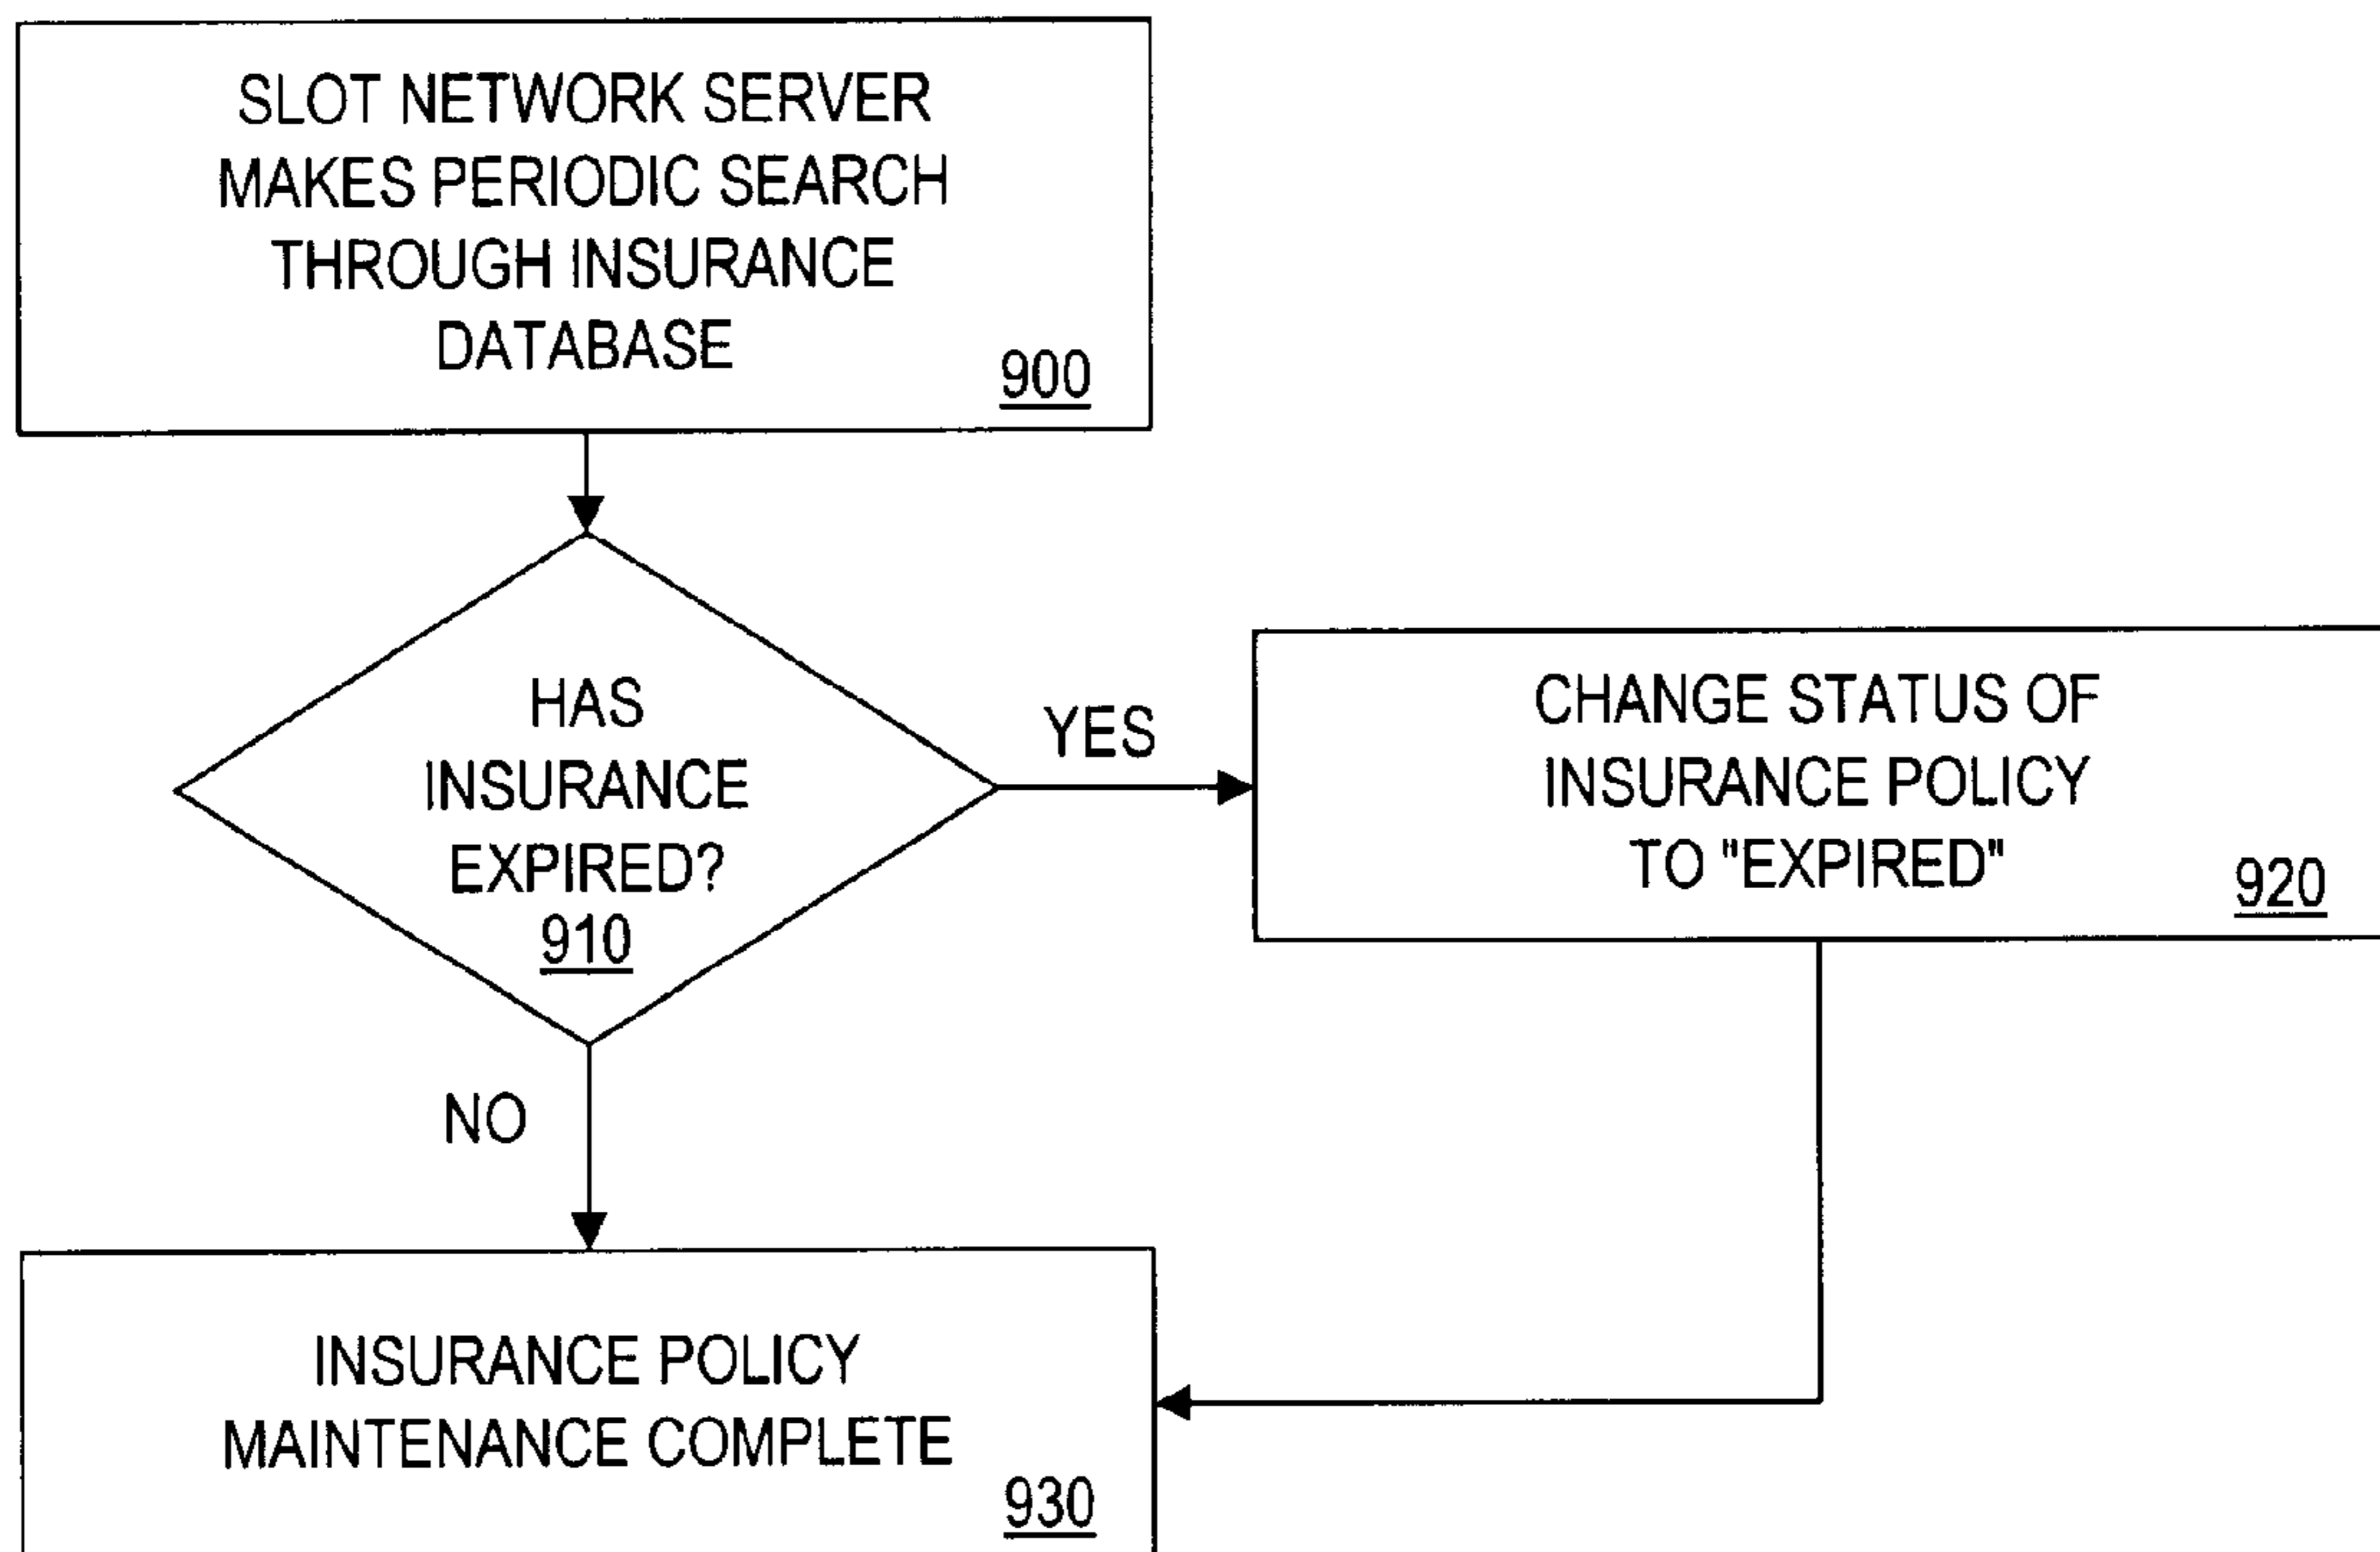 SLOT NETWORK SERVER
MAKES PERIODIC SEARCH
THROUGH INSURANCE
DATABASE
900
HAS
INSURANCE
EXPIRED?
910
YES
CHANGE STATUS OF
INSURANCE POLICY
TO "EXPIRED"
920
NO
INSURANCE POLICY
MAINTENANCE COMPLETE
930